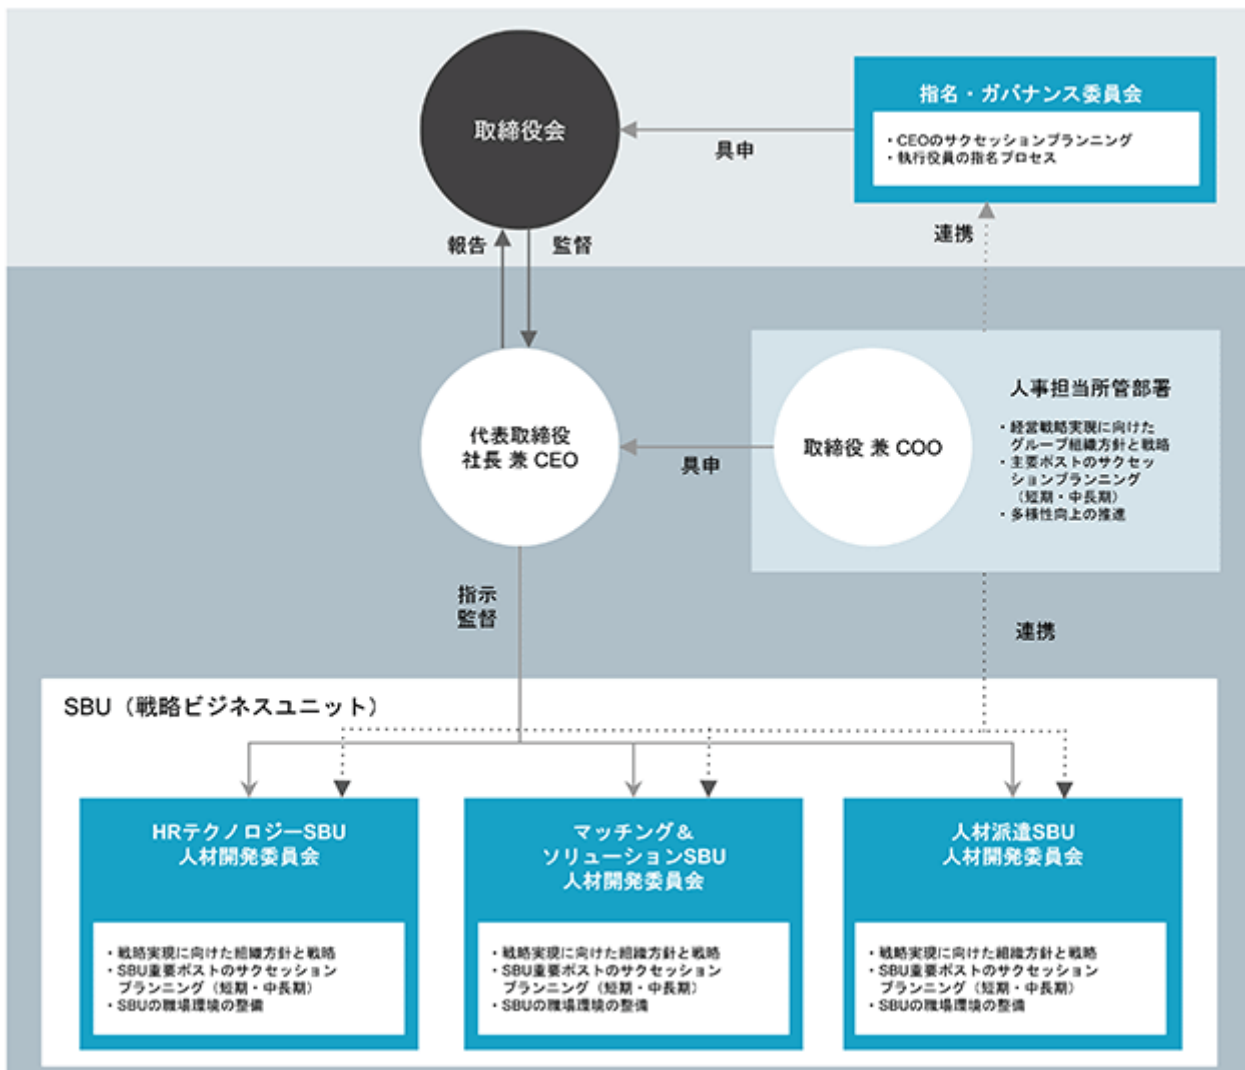 取締役会
指名・ガバナンス委員会
・CEOのサクセッションプランニング
・執行役員の指名プロセス
具申
連携
報告
監督
代表取締役
社長 兼 CEO
具申
取締役 兼 COO
人事担当所管部署
・経営戦略実現に向けた
グループ組織方針と戦略
・主要ポストのサクセッ
ションプランニング
（短期・中長期）
・多様性向上の推進
指示
監督
連携
SBU（戦略ビジネスユニット）
HRテクノロジーSBU
人材開発委員会
・戦略実現に向けた組織方針と戦略
・SBU重要ポストのサクセッション
プランニング（短期・中長期）
・SBUの職場環境の整備
マッチング＆
ソリューションSBU
人材開発委員会
・戦略実現に向けた組織方針と戦略
・SBU重要ポストのサクセッション
プランニング（短期・中長期）
・SBUの職場環境の整備
人材派遣SBU
人材開発委員会
・戦略実現に向けた組織方針と戦略
・SBU重要ポストのサクセッション
プランニング（短期・中長期）
・SBUの職場環境の整備